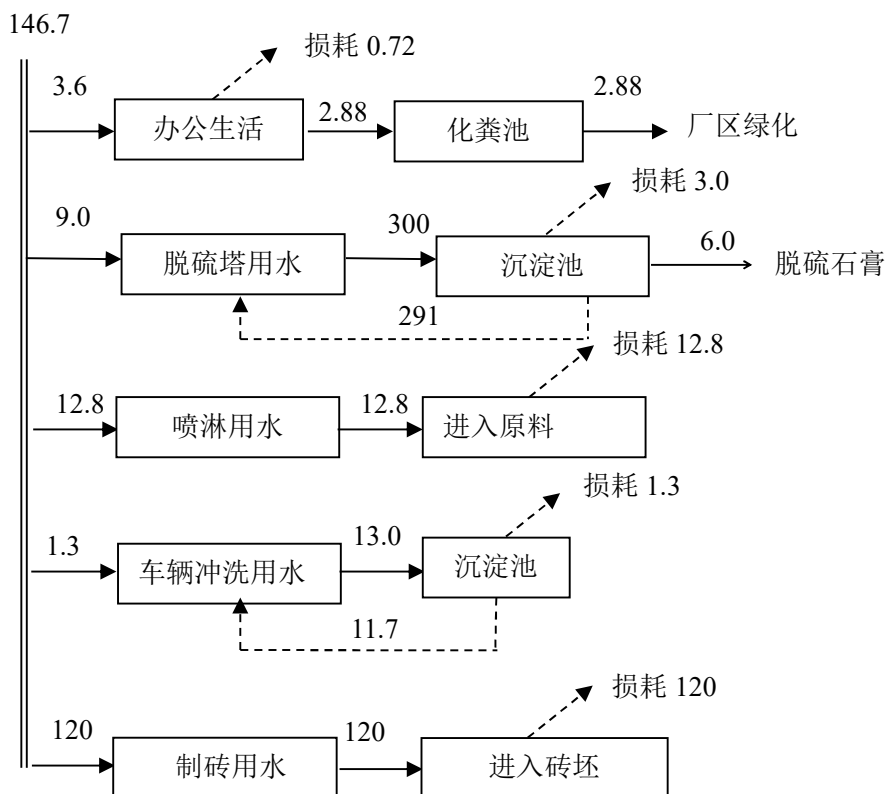 146.7
损耗 0.72
3.6
办公生活
2.88
化粪池
2.88
厂区绿化
损耗 3.0
9.0
脱硫塔用水
300
沉淀池
6.0
脱硫石膏
291
损耗 12.8
12.8
喷淋用水
12.8
进入原料
损耗 1.3
1.3
车辆冲洗用水
13.0
沉淀池
11.7
损耗 120
120
制砖用水
120
进入砖坯